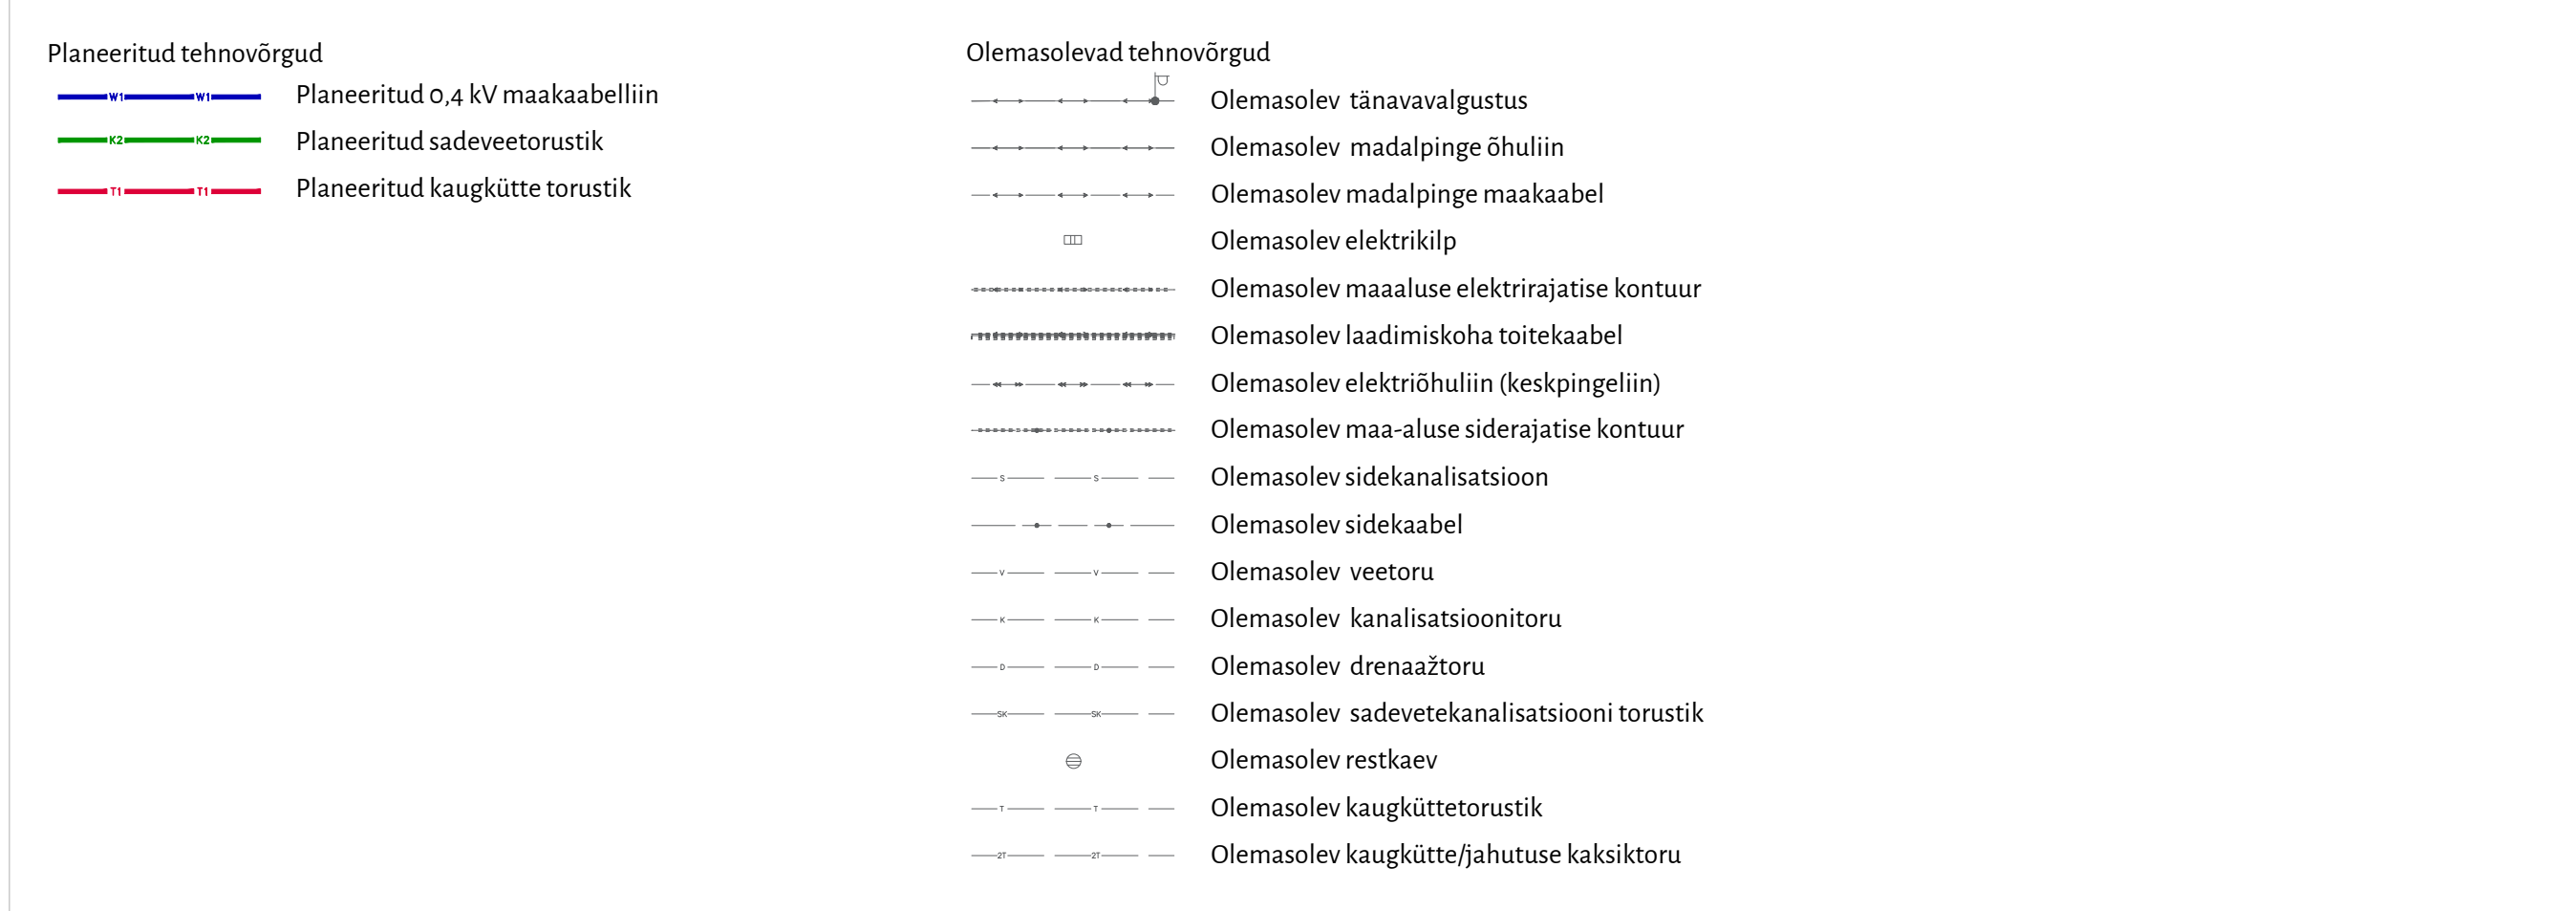 Planeeritud tehnovõrgud
W1 W1 Planeeritud 0,4 kV maakaabelliin
K2 K2 Planeeritud sadeveetorustik
T1 T1 Planeeritud kaugkütte torustik
Olemasolevad tehnovõrgud
Olemasolev tänavavalgustus
Olemasolev madalpinge õhuliin
Olemasolev madalpinge maakaabel
Olemasolev elektrikilp
Olemasolev maaaluse elektrirajatise kontuur
Olemasolev laadimiskoha toitekaabel
Olemasolev elektriõhuliin (keskpingeliin)
Olemasolev maa-aluse siderajatise kontuur
S S Olemasolev sidekanalisatsioon
Olemasolev sidekaabel
V V Olemasolev veetoru
K K Olemasolev kanalisatsioonitoru
D D Olemasolev drenaažtoru
SK SK Olemasolev sadevetekanalisatsiooni torustik
Olemasolev restkaev
T T Olemasolev kaugküttetorustik
2T 2T Olemasolev kaugkütte/jahutuse kaksiktoru